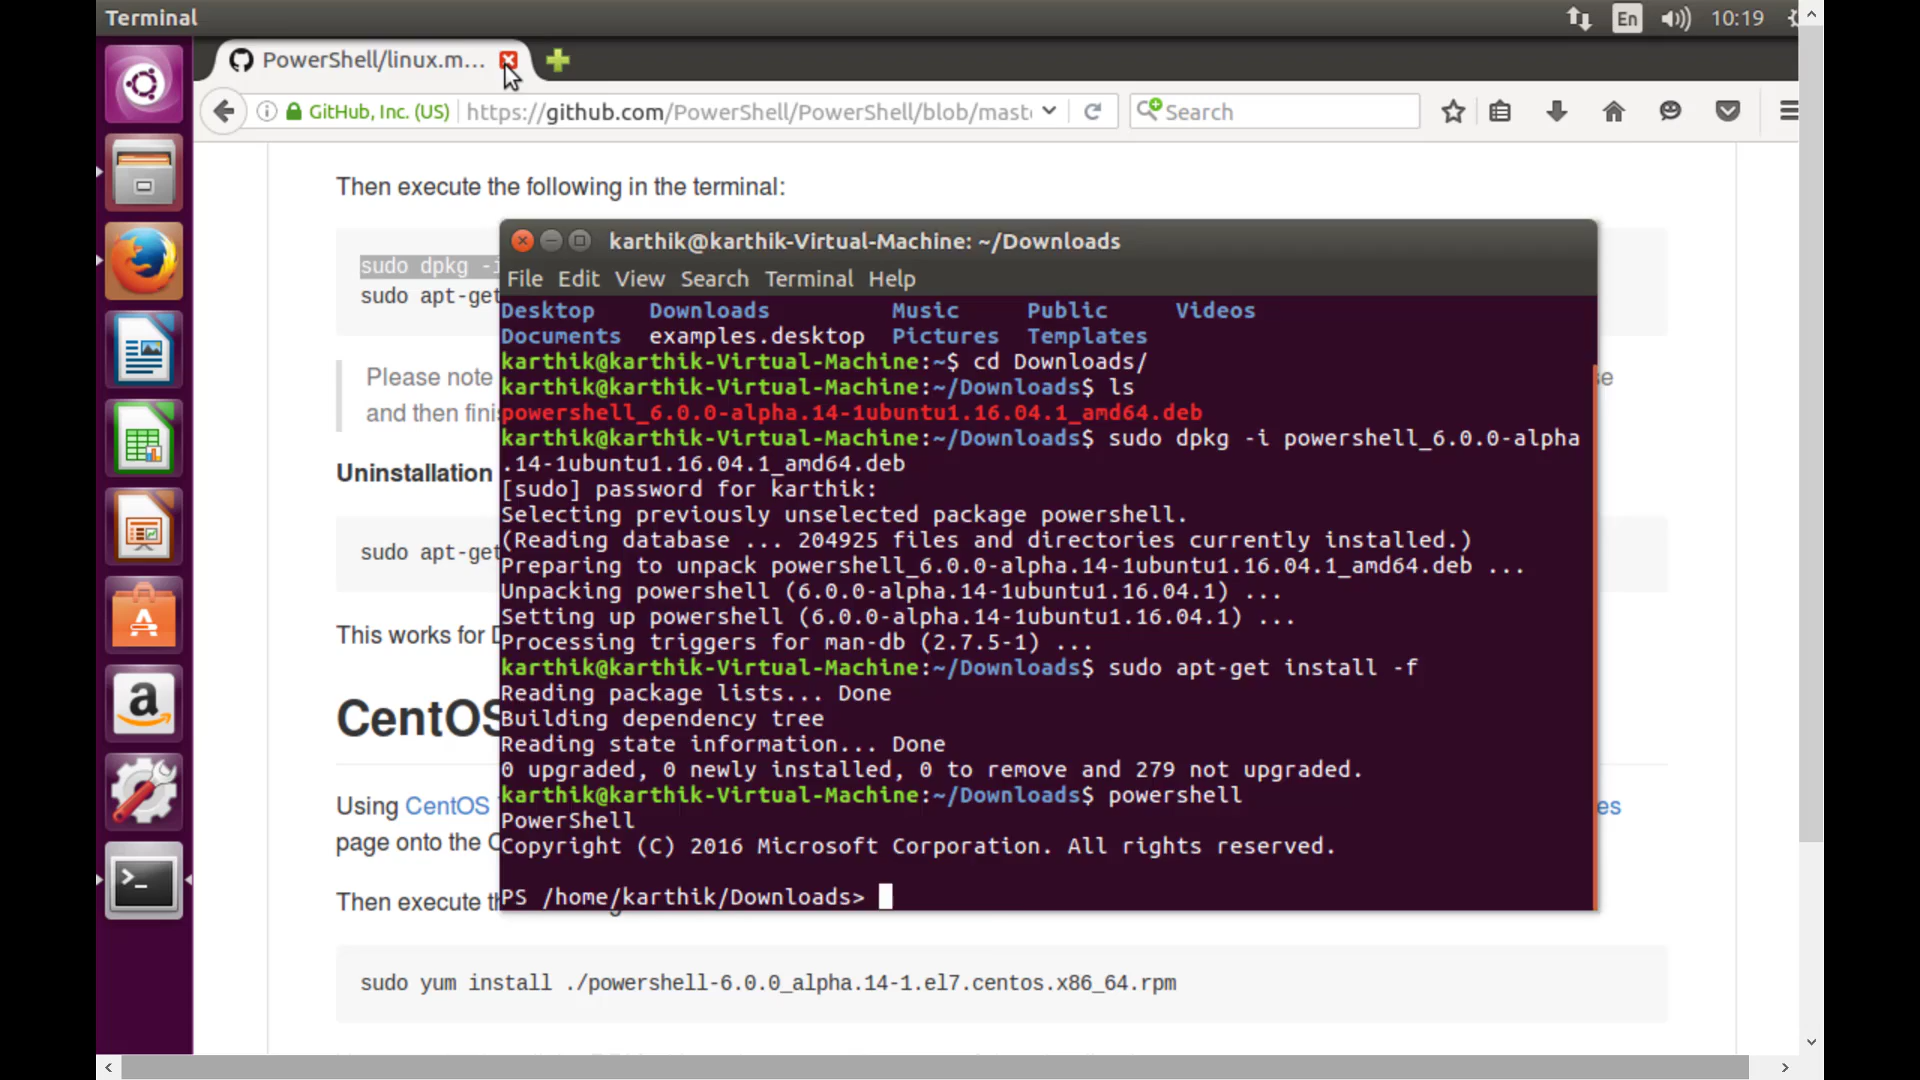 Terminal
En
10:19
PowerShell/linux.m...
GitHub, Inc. (US)
https://github.com/PowerShell/PowerShell/blob/mast
Search
Then execute the following in the terminal:
sudo dpkg -i
sudo apt-get
Please note
se
and then finis
Uninstallation
sudo apt-get
This works for D
CentOS
Using CentOS
es
page onto the C
Then execute th
sudo yum install ./powershell-6.0.0_alpha.14-1.el7.centos.x86_64.rpm
karthik@karthik-Virtual-Machine: ~/Downloads
File Edit View Search Terminal Help
Desktop Downloads Music Public Videos
Documents examples.desktop Pictures Templates
karthik@karthik-Virtual-Machine:~$ cd Downloads/
karthik@karthik-Virtual-Machine:~/Downloads$ ls
powershell_6.0.0-alpha.14-1ubuntu1.16.04.1_amd64.deb
karthik@karthik-Virtual-Machine:~/Downloads$ sudo dpkg -i powershell_6.0.0-alpha
.14-1ubuntu1.16.04.1_amd64.deb
[sudo] password for karthik:
Selecting previously unselected package powershell.
(Reading database ... 204925 files and directories currently installed.)
Preparing to unpack powershell_6.0.0-alpha.14-1ubuntu1.16.04.1_amd64.deb ...
Unpacking powershell (6.0.0-alpha.14-1ubuntu1.16.04.1) ...
Setting up powershell (6.0.0-alpha.14-1ubuntu1.16.04.1) ...
Processing triggers for man-db (2.7.5-1) ...
karthik@karthik-Virtual-Machine:~/Downloads$ sudo apt-get install -f
Reading package lists... Done
Building dependency tree
Reading state information... Done
0 upgraded, 0 newly installed, 0 to remove and 279 not upgraded.
karthik@karthik-Virtual-Machine:~/Downloads$ powershell
PowerShell
Copyright (C) 2016 Microsoft Corporation. All rights reserved.
PS /home/karthik/Downloads>